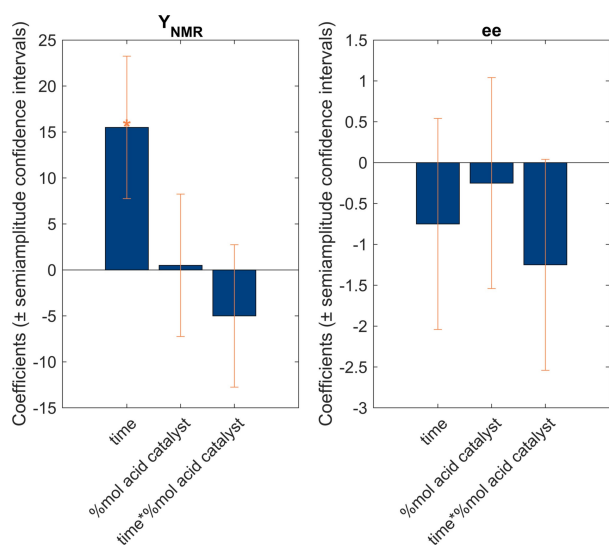 Y_NMR
Coefficients (± semiamplitude confidence intervals)
25
20
15
10
5
0
-5
-10
-15
*
time
%mol acid catalyst
time*%mol acid catalyst
ee
Coefficients (± semiamplitude confidence intervals)
1.5
1
0.5
0
-0.5
-1
-1.5
-2
-2.5
-3
time
%mol acid catalyst
time*%mol acid catalyst